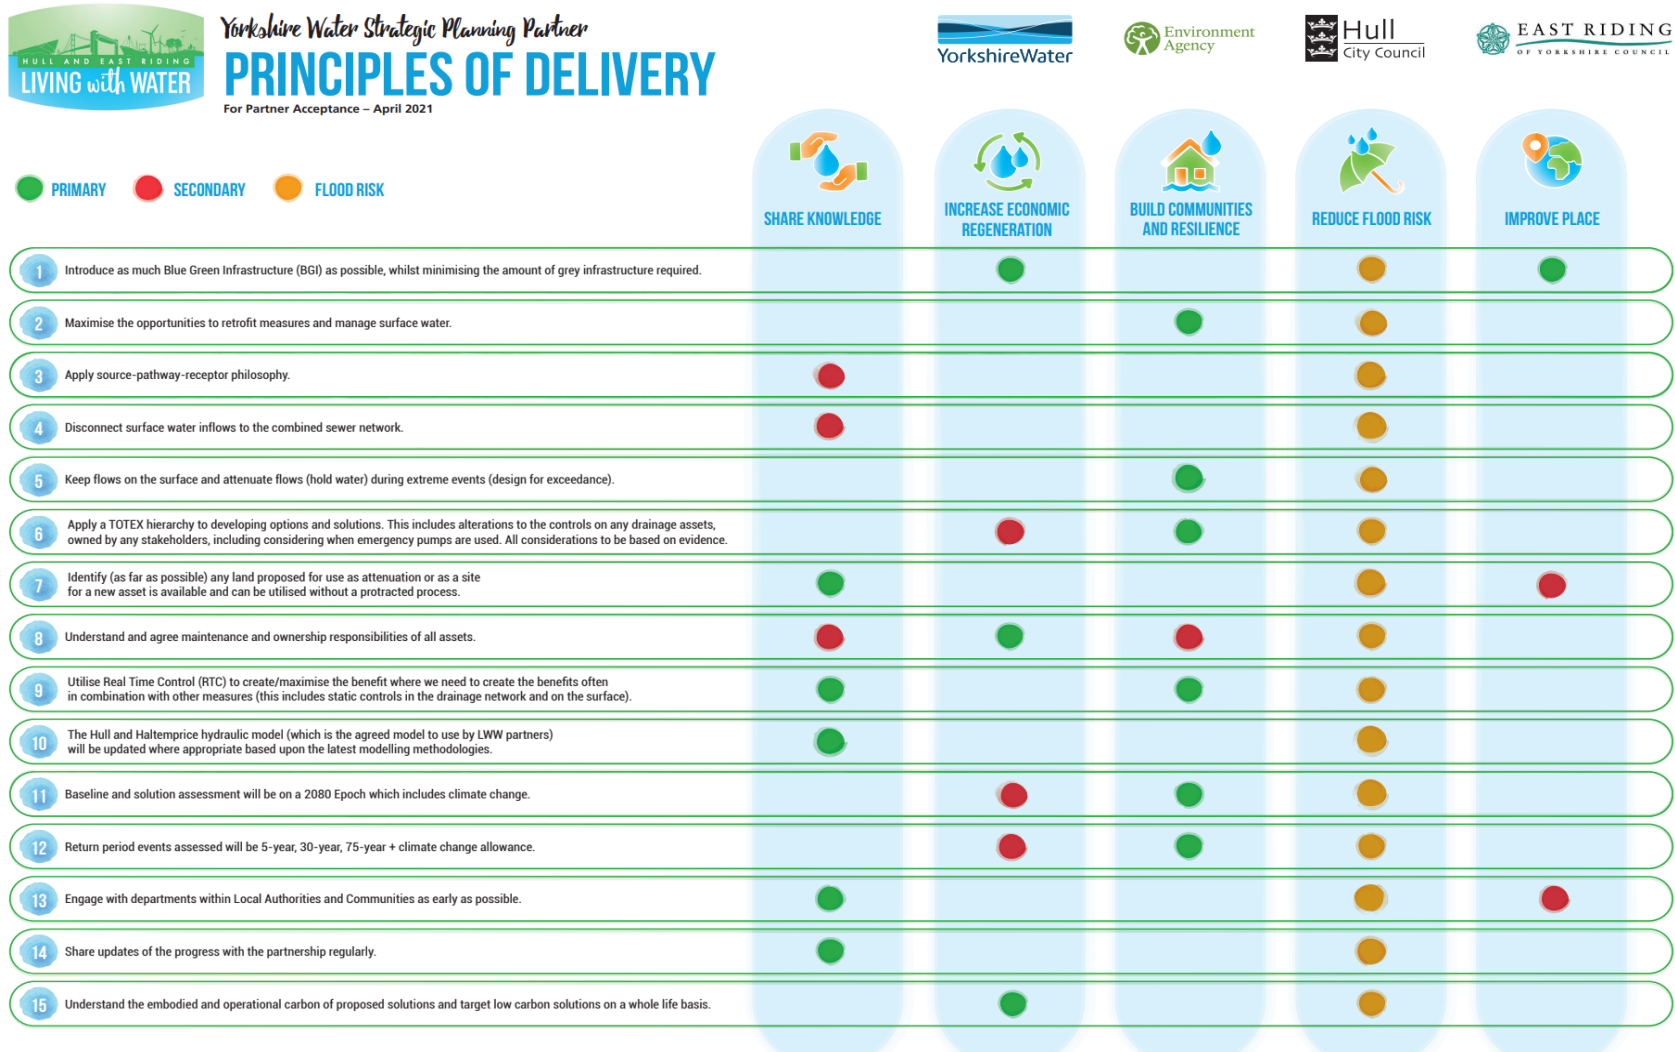 HULL AND EAST RIDING
LIVING with WATER
Yorkshire Water Strategic Planning Partner
PRINCIPLES OF DELIVERY
For Partner Acceptance – April 2021
YorkshireWater
Environment
Agency
Hull
City Council
EAST RIDING
OF YORKSHIRE COUNCIL
PRIMARY
SECONDARY
FLOOD RISK
SHARE KNOWLEDGE
INCREASE ECONOMIC
REGENERATION
BUILD COMMUNITIES
AND RESILIENCE
REDUCE FLOOD RISK
IMPROVE PLACE
1 Introduce as much Blue Green Infrastructure (BGI) as possible, whilst minimising the amount of grey infrastructure required.
2 Maximise the opportunities to retrofit measures and manage surface water.
3 Apply source-pathway-receptor philosophy.
4 Disconnect surface water inflows to the combined sewer network.
5 Keep flows on the surface and attenuate flows (hold water) during extreme events (design for exceedance).
6 Apply a TOTEX hierarchy to developing options and solutions. This includes alterations to the controls on any drainage assets,
owned by any stakeholders, including considering when emergency pumps are used. All considerations to be based on evidence.
7 Identify (as far as possible) any land proposed for use as attenuation or as a site
for a new asset is available and can be utilised without a protracted process.
8 Understand and agree maintenance and ownership responsibilities of all assets.
9 Utilise Real Time Control (RTC) to create/maximise the benefit where we need to create the benefits often
in combination with other measures (this includes static controls in the drainage network and on the surface).
10 The Hull and Haltemprice hydraulic model (which is the agreed model to use by LWW partners)
will be updated where appropriate based upon the latest modelling methodologies.
11 Baseline and solution assessment will be on a 2080 Epoch which includes climate change.
12 Return period events assessed will be 5-year, 30-year, 75-year + climate change allowance.
13 Engage with departments within Local Authorities and Communities as early as possible.
14 Share updates of the progress with the partnership regularly.
15 Understand the embodied and operational carbon of proposed solutions and target low carbon solutions on a whole life basis.